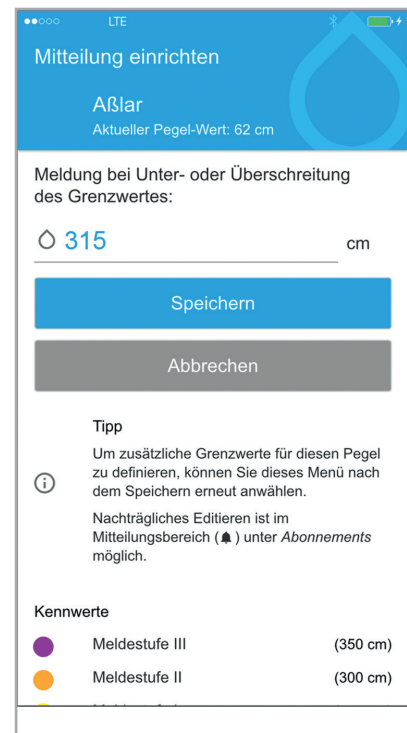 LTE
Mitteilung einrichten
Aßlar
Aktueller Pegel-Wert: 62 cm
Meldung bei Unter- oder Überschreitung
des Grenzwertes:
315 cm
Speichern
Abbrechen
Tipp
Um zusätzliche Grenzwerte für diesen Pegel
zu definieren, können Sie dieses Menü nach
dem Speichern erneut anwählen.
Nachträgliches Editieren ist im
Mitteilungsbereich ( ) unter Abonnements
möglich.
Kennwerte
Meldestufe III (350 cm)
Meldestufe II (300 cm)